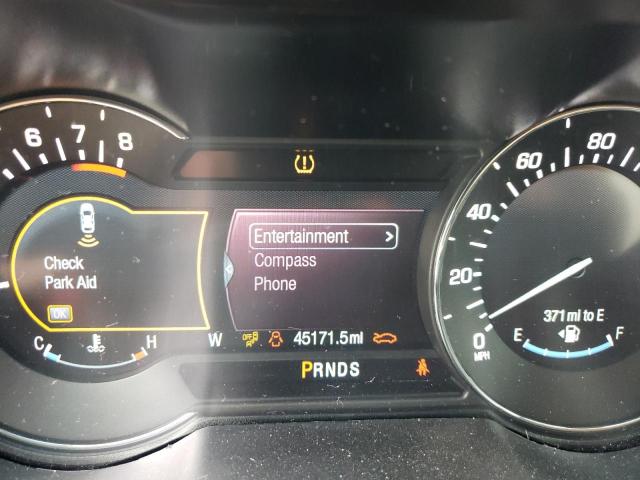 6 7 8
Check
Park Aid
OK
C H
Entertainment >
Compass
Phone
W OFF 45171.5mi
PRNDS
80
60
40
20
0
MPH
371 mi to E
E F